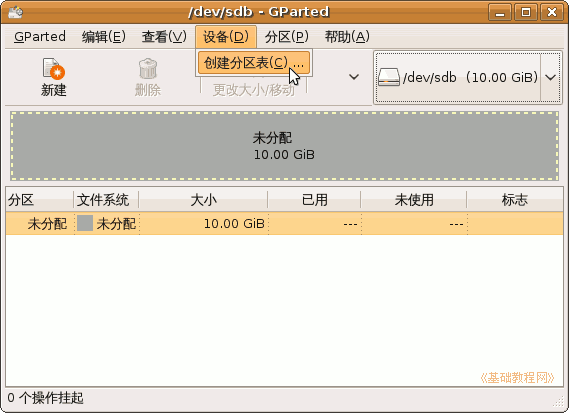 /dev/sdb - GParted
GParted 编辑(E) 查看(V) 设备(D) 分区(P) 帮助(A)
创建分区表(C) ...
新建 删除 更改大小/移动 /dev/sdb (10.00 GiB)
未分配
10.00 GiB
分区 文件系统 大小 已用 未使用 标志
未分配 未分配 10.00 GiB --- ---
《基础教程网》
0 个操作挂起